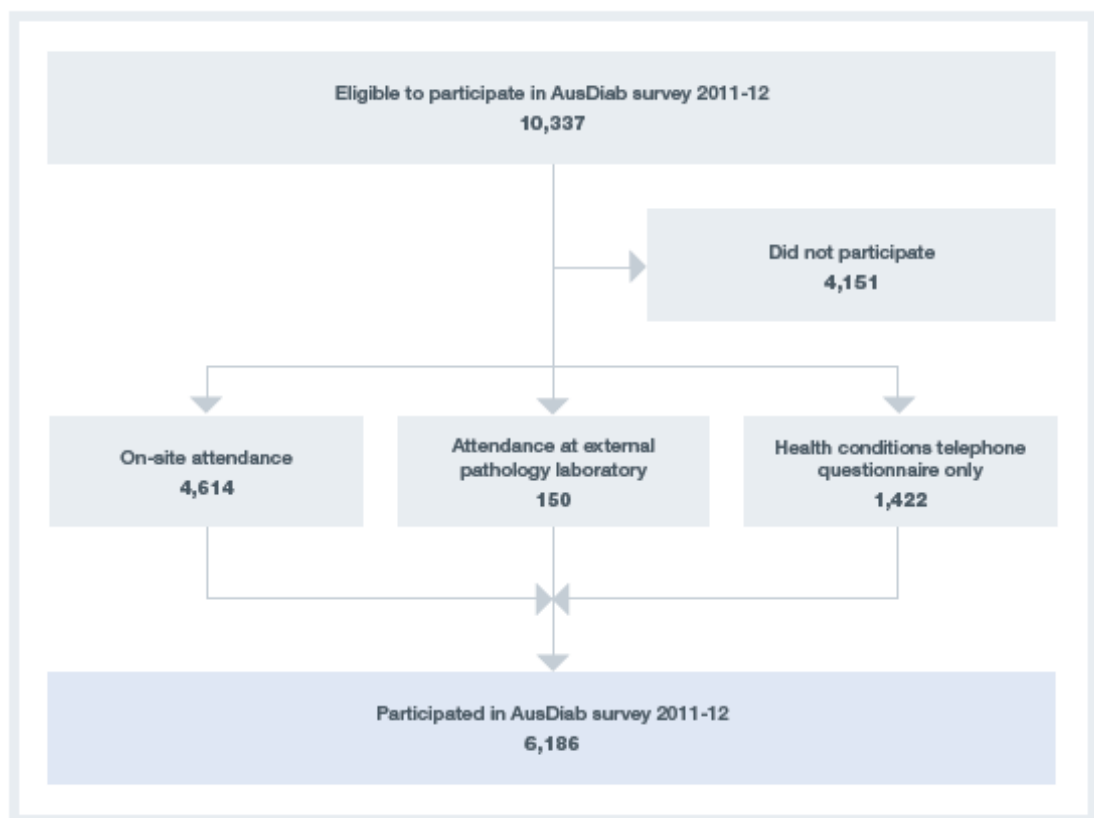 Eligible to participate in AusDiab survey 2011-12
10,337
Did not participate
4,151
On-site attendance
4,614
Attendance at external
pathology laboratory
150
Health conditions telephone
questionnaire only
1,422
Participated in AusDiab survey 2011-12
6,186